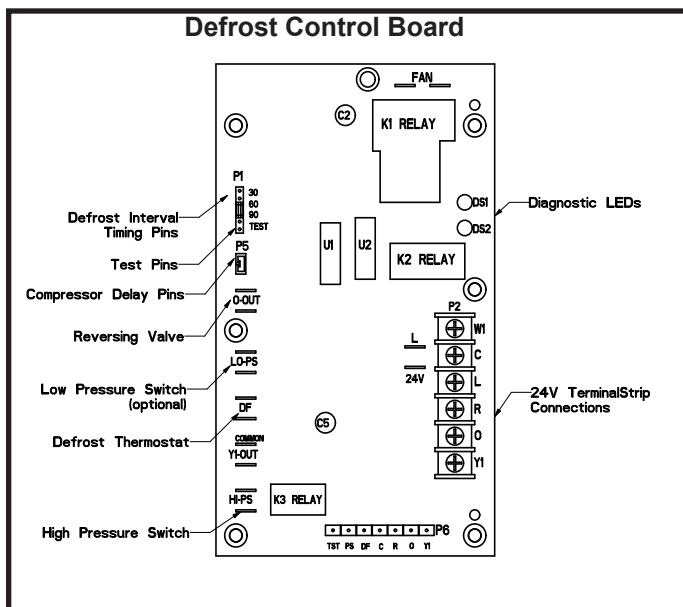 Defrost Control Board
FAN
C2
K1 RELAY
P1
30
60
90
TEST
DS1
DS2
Diagnostic LEDs
Defrost Interval
Timing Pins
Test Pins
P5
U1
U2
K2 RELAY
Compressor Delay Pins
O-OUT
Reversing Valve
P2
W1
C
L
R
O
Y1
L
24V
LO-PS
Low Pressure Switch
(optional)
24V TerminalStrip
Connections
DF
C5
Defrost Thermostat
COMMON
Y1-OUT
HI-PS
K3 RELAY
High Pressure Switch
P6
TST PS DF C R O Y1